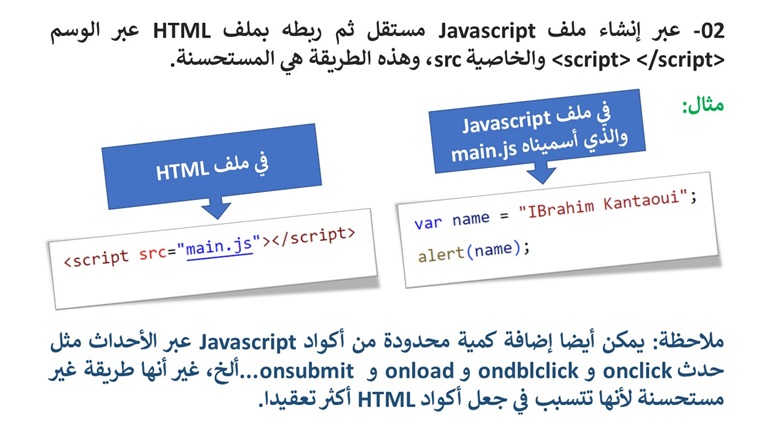 02- عبر إنشاء ملف Javascript مستقل ثم ربطه بملف HTML عبر الوسم
<script> </script> والخاصية src، وهذه الطريقة هي المستحسنة.
مثال:
في ملف Javascript
والذي أسميناه main.js
var name = "IBrahim Kantaoui";
alert(name);
في ملف HTML
<script src="main.js"></script>
ملاحظة: يمكن أيضا إضافة كمية محدودة من أكواد Javascript عبر الأحداث مثل
حدث onclick و ondblclick و onload و onsubmit...ألخ، غير أنها طريقة غير
مستحسنة لأنها تتسبب في جعل أكواد HTML أكثر تعقيدا.